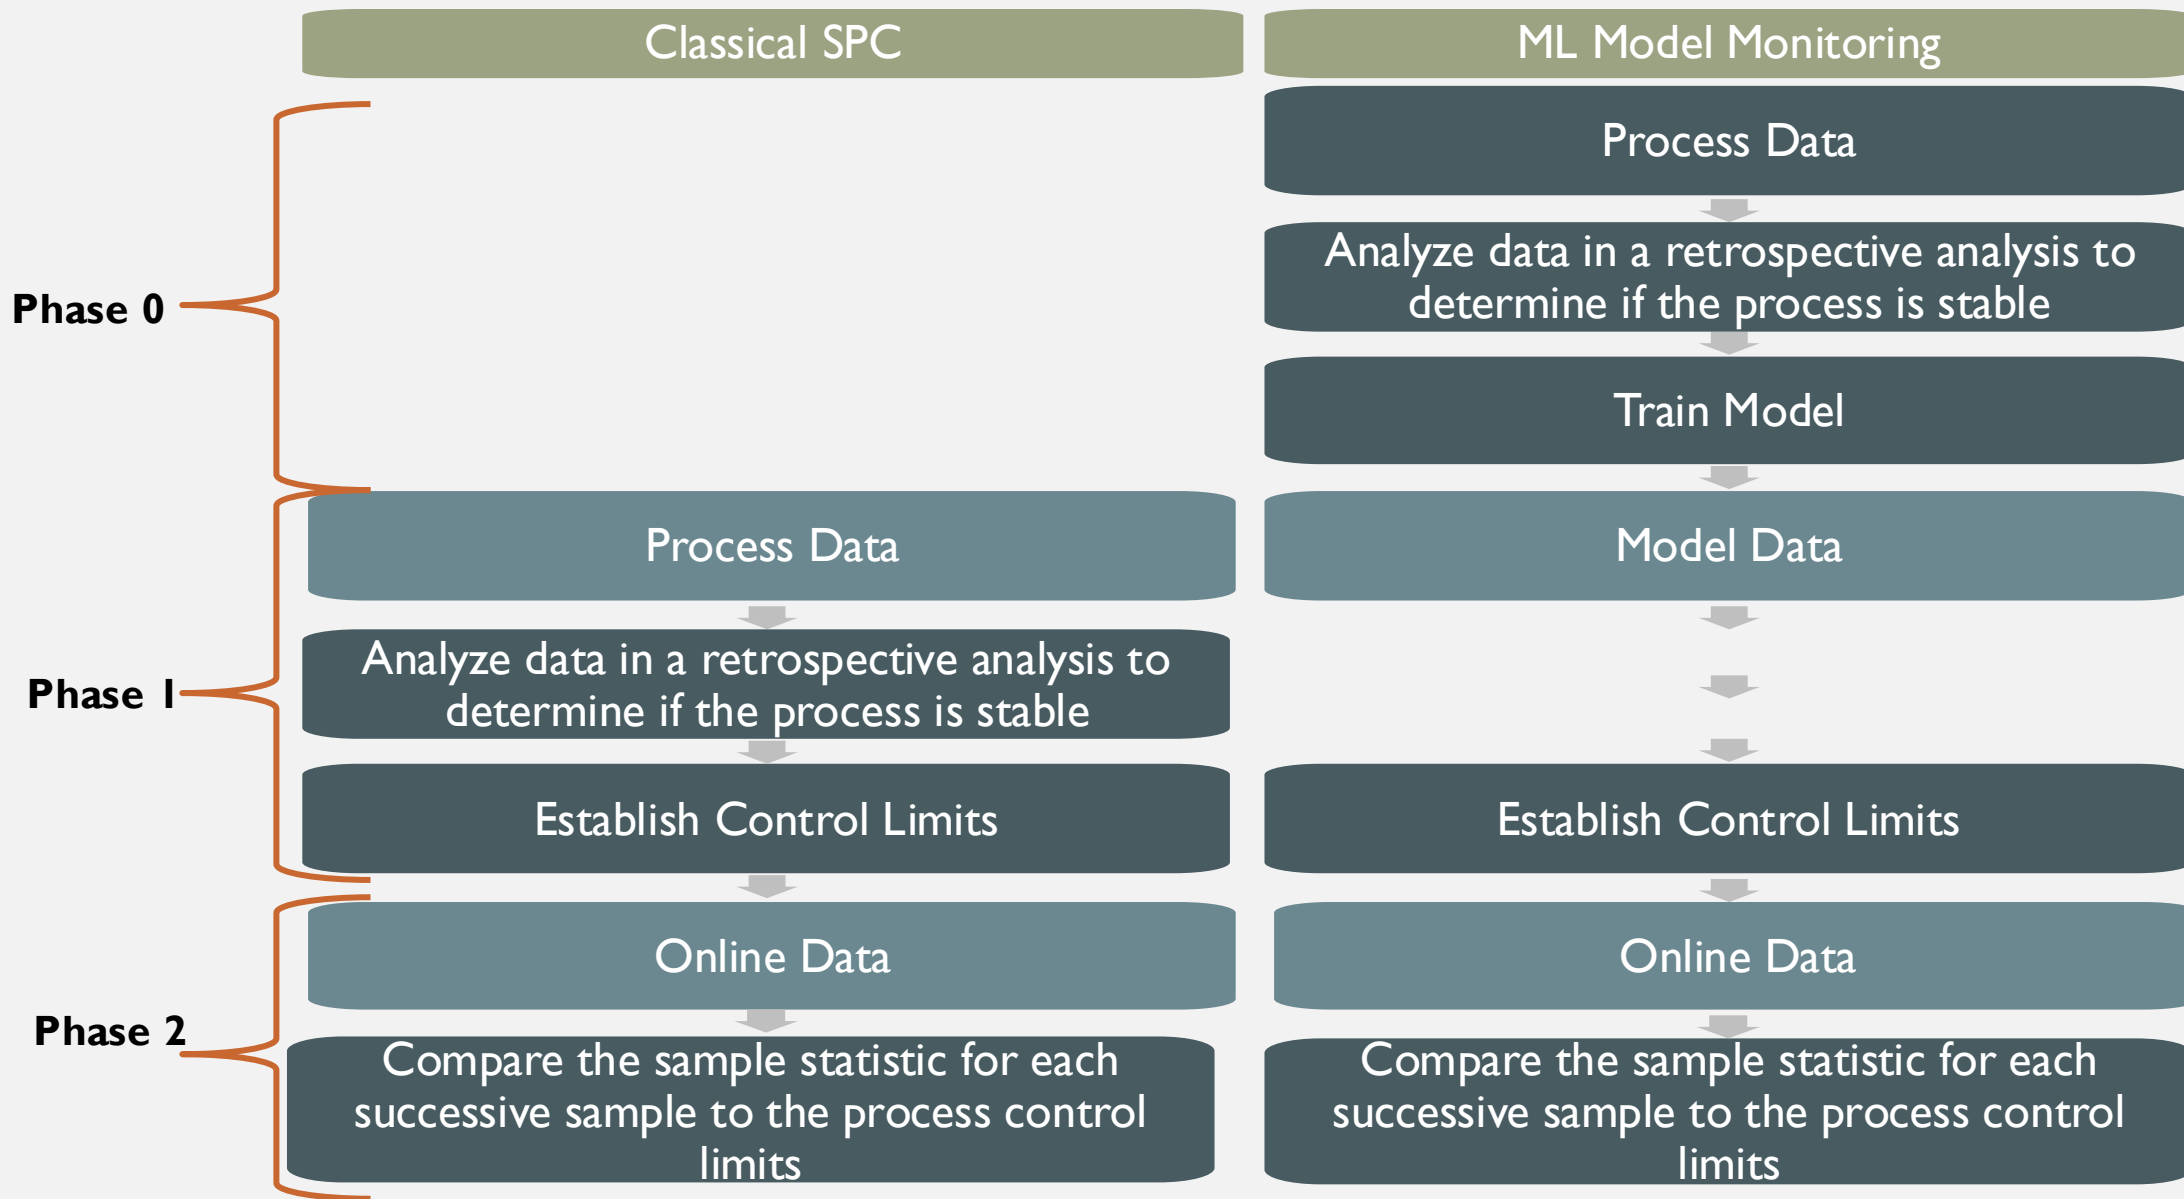 Classical SPC
ML Model Monitoring
Phase 0
Process Data
Analyze data in a retrospective analysis to
determine if the process is stable
Train Model
Phase 1
Process Data
Model Data
Analyze data in a retrospective analysis to
determine if the process is stable
Establish Control Limits
Establish Control Limits
Phase 2
Online Data
Online Data
Compare the sample statistic for each
successive sample to the process control
limits
Compare the sample statistic for each
successive sample to the process control
limits